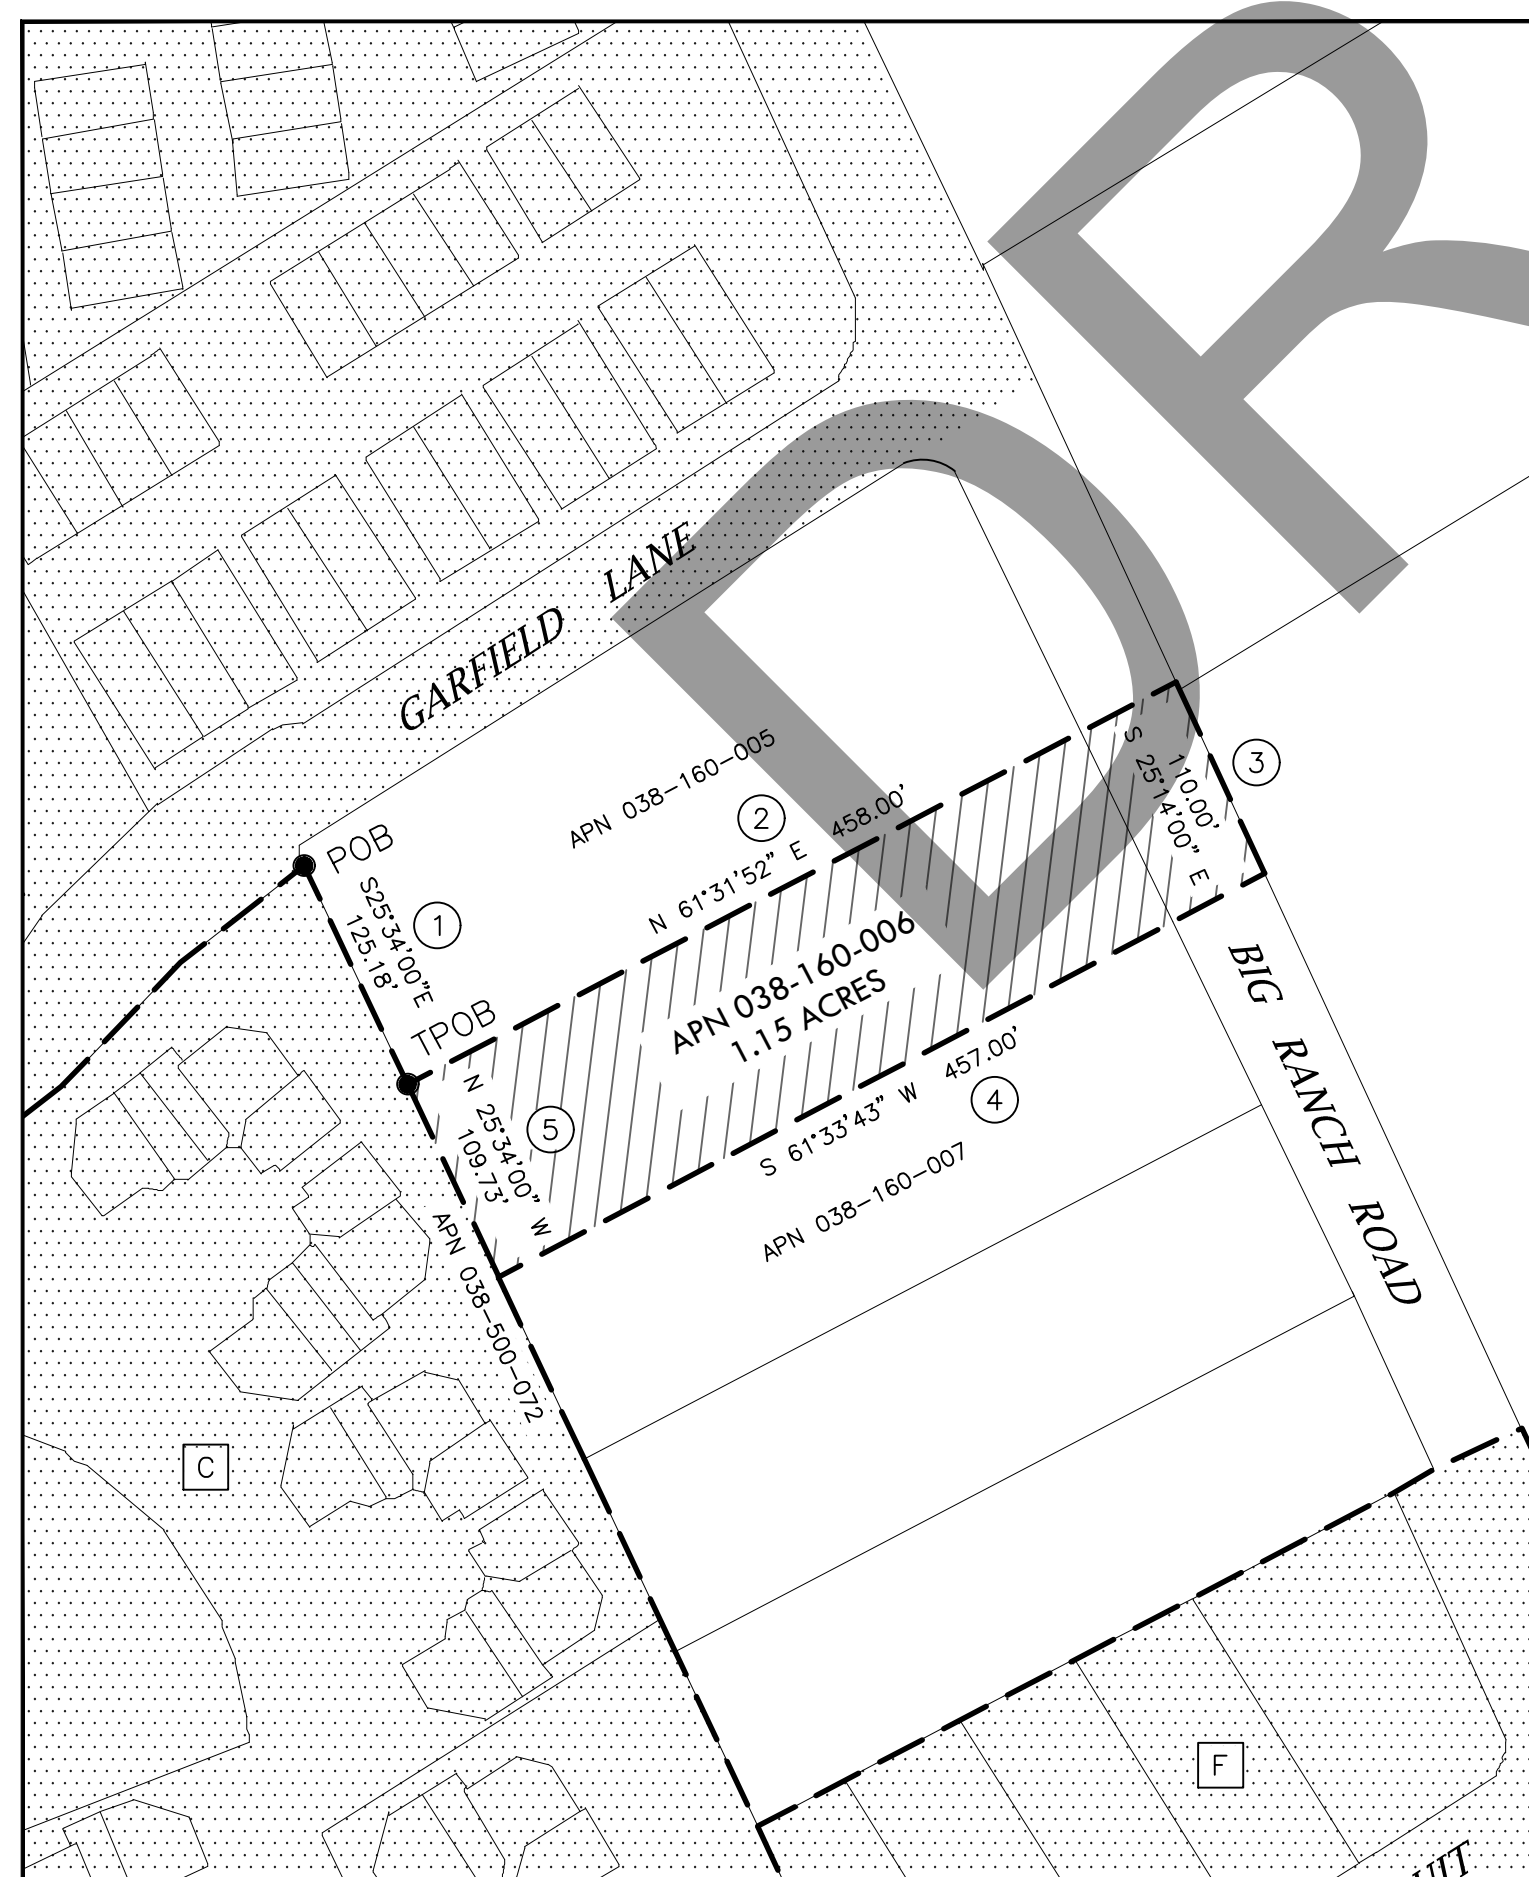 DR
GARFIELD LANE
APN 038-160-005
POB
S25°34'00"E
125.18'
1
2
N 61°31'52" E 458.00'
S 25°14'00" E
110.00'
3
TPOB
APN 038-160-006
1.15 ACRES
N 25°34'00" W
109.73'
5
S 61°33'43" W 457.00'
4
APN 038-160-007
BIG RANCH ROAD
APN 038-500-072
C
F